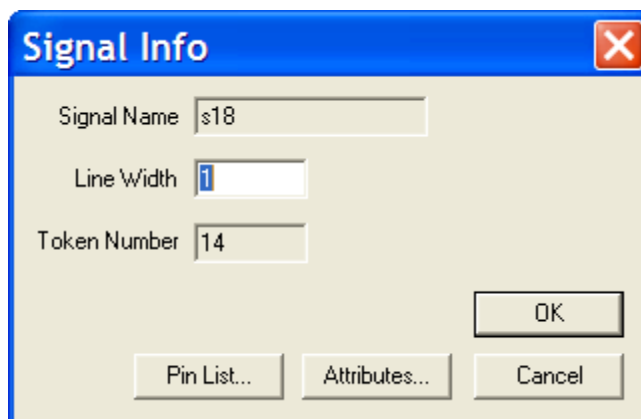 Signal Info
Signal Name s18
Line Width 1
Token Number 14
OK
Pin List... Attributes... Cancel